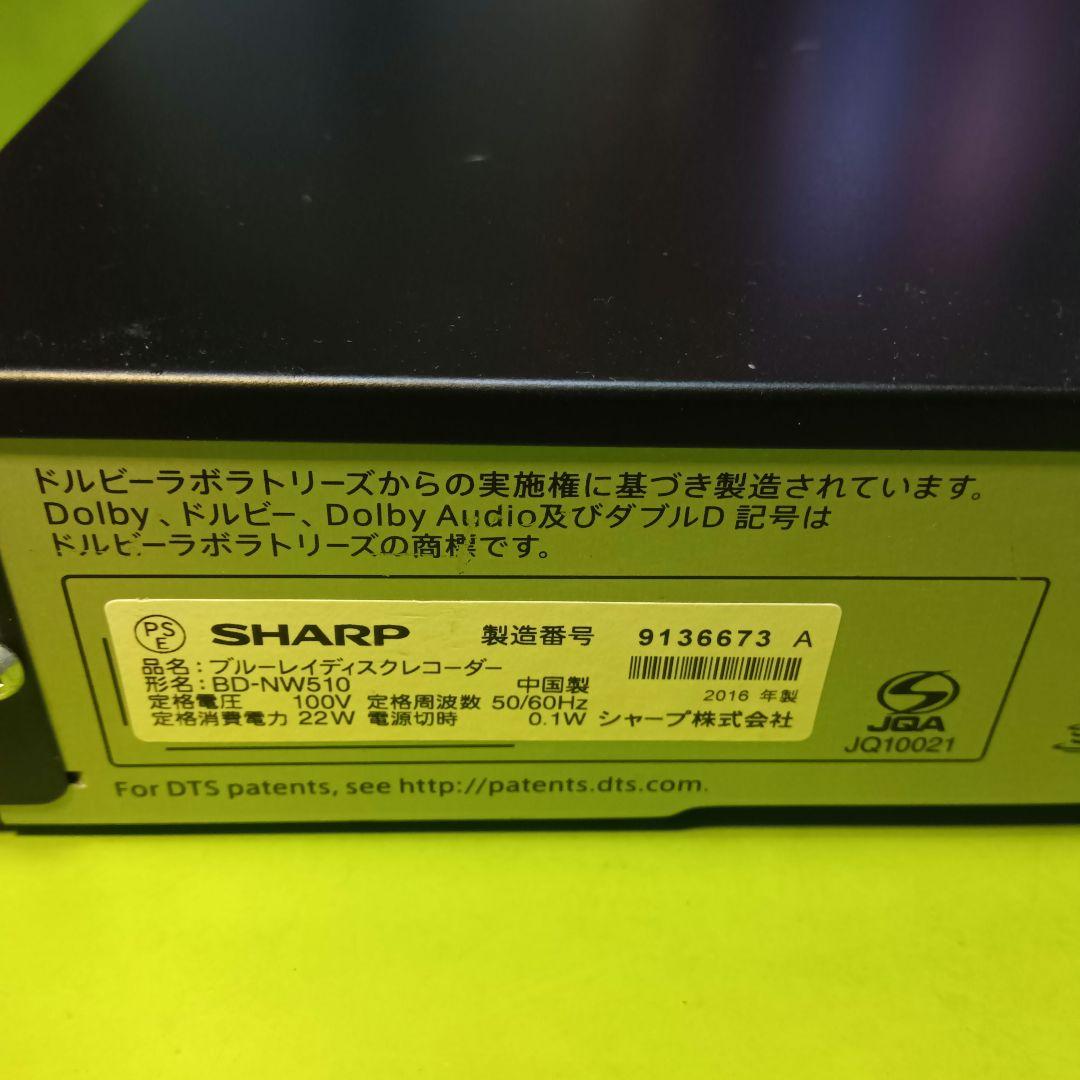 ドルビーラボラトリーズからの実施権に基づき製造されています。
Dolby、ドルビー、Dolby Audio及びダブルD 記号は
ドルビーラボラトリーズの商標です。
PS E SHARP 製造番号 9136673 A
品名：ブルーレイディスクレコーダー
形名：BD-NW510 中国製
2016 年製
定格電圧 100V 定格周波数 50/60Hz
定格消費電力 22W 電源切時 0.1W シャープ株式会社
JQA
JQ10021
For DTS patents, see http://patents.dts.com.